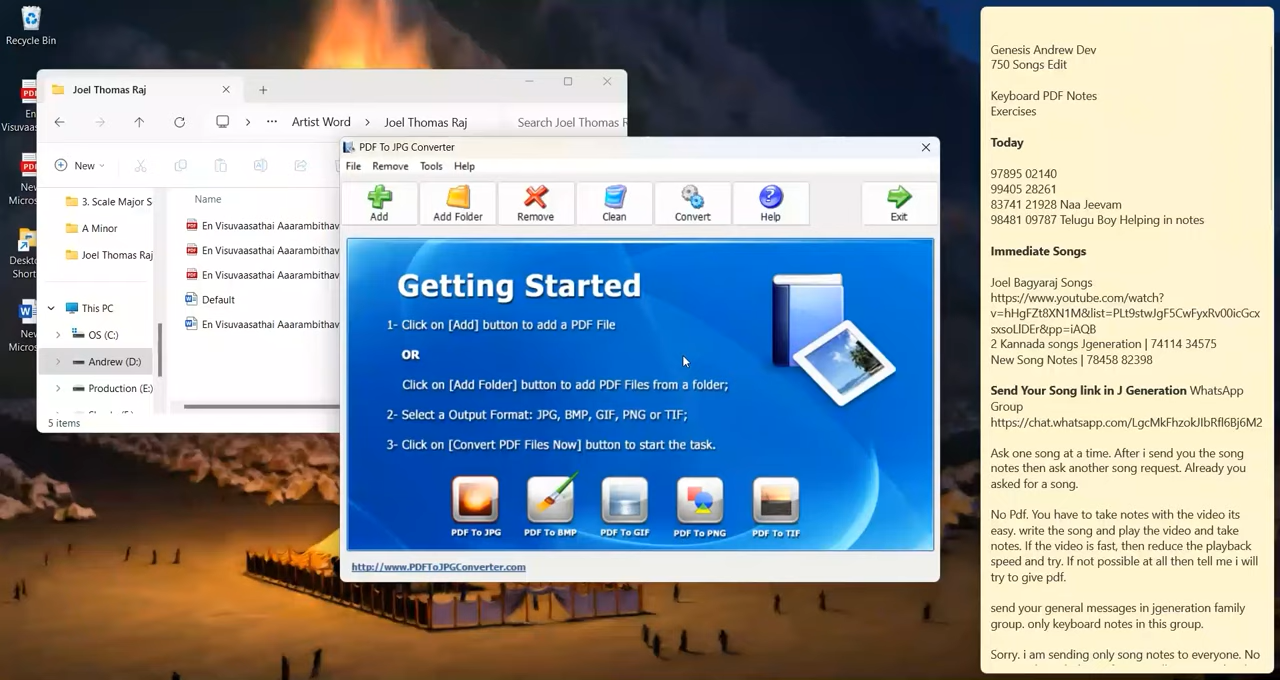 Recycle Bin
En
Visuvaas
New
Micros
Deskto
Short
New
Micros
Joel Thomas Raj
Artist Word
Joel Thomas Raj
Search Joel Thomas R
New
3. Scale Major S
A Minor
Joel Thomas Raj
This PC
OS (C:)
Andrew (D:)
Production (E:)
Name
En Visuvaasathai Aaarambithav
En Visuvaasathai Aaarambithav
En Visuvaasathai Aaarambithav
Default
En Visuvaasathai Aaarambithav
5 items
PDF To JPG Converter
File Remove Tools Help
Add Add Folder Remove Clean Convert Help Exit
Getting Started
1- Click on [Add] button to add a PDF File
OR
Click on [Add Folder] button to add PDF Files from a folder;
2- Select a Output Format: JPG, BMP, GIF, PNG or TIF;
3- Click on [Convert PDF Files Now] button to start the task.
PDF To JPG PDF To BMP PDF To GIF PDF To PNG PDF To TIF
http://www.PDFToJPGConverter.com
Genesis Andrew Dev
750 Songs Edit
Keyboard PDF Notes
Exercises
Today
97895 02140
99405 28261
83741 21928 Naa Jeevam
98481 09787 Telugu Boy Helping in notes
Immediate Songs
Joel Bagyaraj Songs
https://www.youtube.com/watch?
v=hHgFZt8XN1M&list=PLt9stwJgF5CwFyxRv00icGcx
sxsoLlDEr&pp=iAQB
2 Kannada songs Jgeneration | 74114 34575
New Song Notes | 78458 82398
Send Your Song link in J Generation WhatsApp
Group
https://chat.whatsapp.com/LgcMkFhzokJlbRfl6Bj6M2
Ask one song at a time. After i send you the song
notes then ask another song request. Already you
asked for a song.
No Pdf. You have to take notes with the video its
easy. write the song and play the video and take
notes. If the video is fast, then reduce the playback
speed and try. If not possible at all then tell me i will
try to give pdf.
send your general messages in jgeneration family
group. only keyboard notes in this group.
Sorry. i am sending only song notes to everyone. No